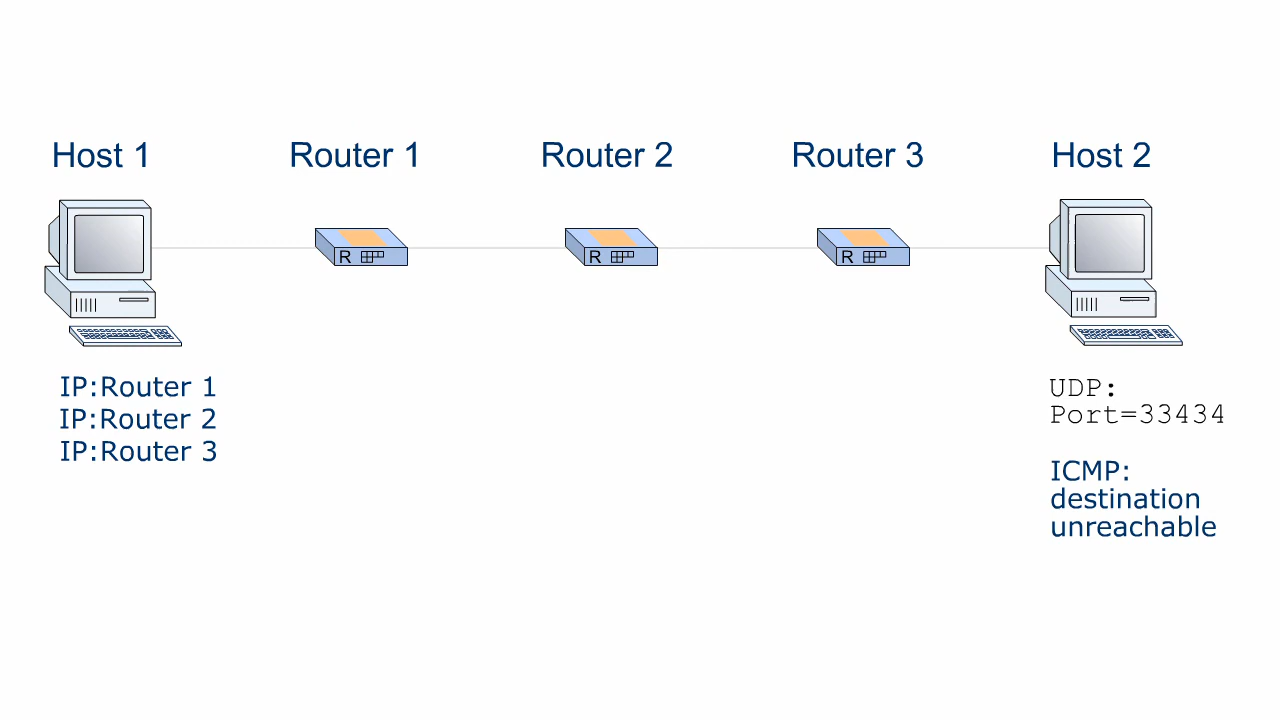 Host 1
Router 1
Router 2
Router 3
Host 2
R
R
R
IP:Router 1
IP:Router 2
IP:Router 3
UDP:
Port=33434
ICMP:
destination
unreachable